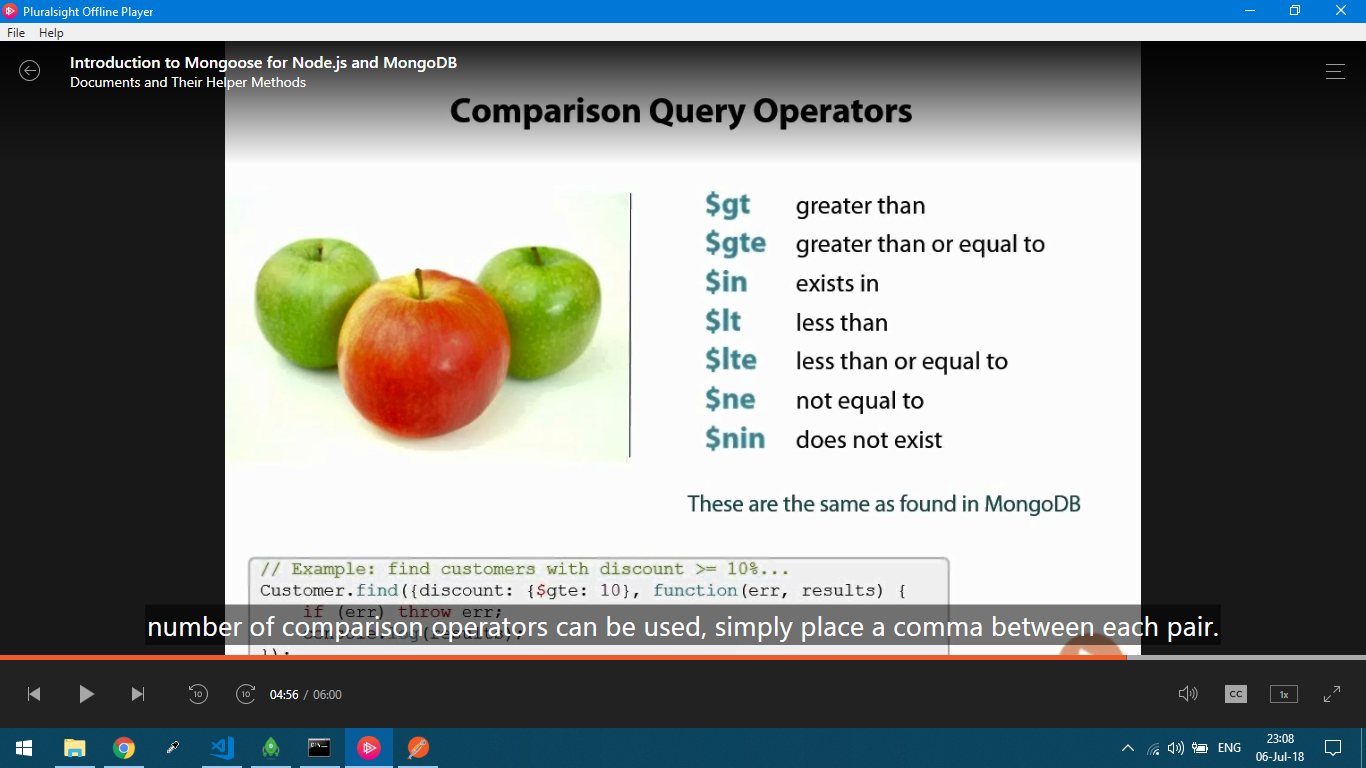 Pluralsight Offline Player
File Help
Introduction to Mongoose for Node.js and MongoDB
Documents and Their Helper Methods
Comparison Query Operators
$gt greater than
$gte greater than or equal to
$in exists in
$lt less than
$lte less than or equal to
$ne not equal to
$nin does not exist
These are the same as found in MongoDB
// Example: find customers with discount >= 10%...
Customer.find({discount: {$gte: 10}, function(err, results) {
if (err) throw err;
number of comparison operators can be used, simply place a comma between each pair.
});
10 10 04:56 / 06:00 CC 1x
ENG 23:08
06-Jul-18